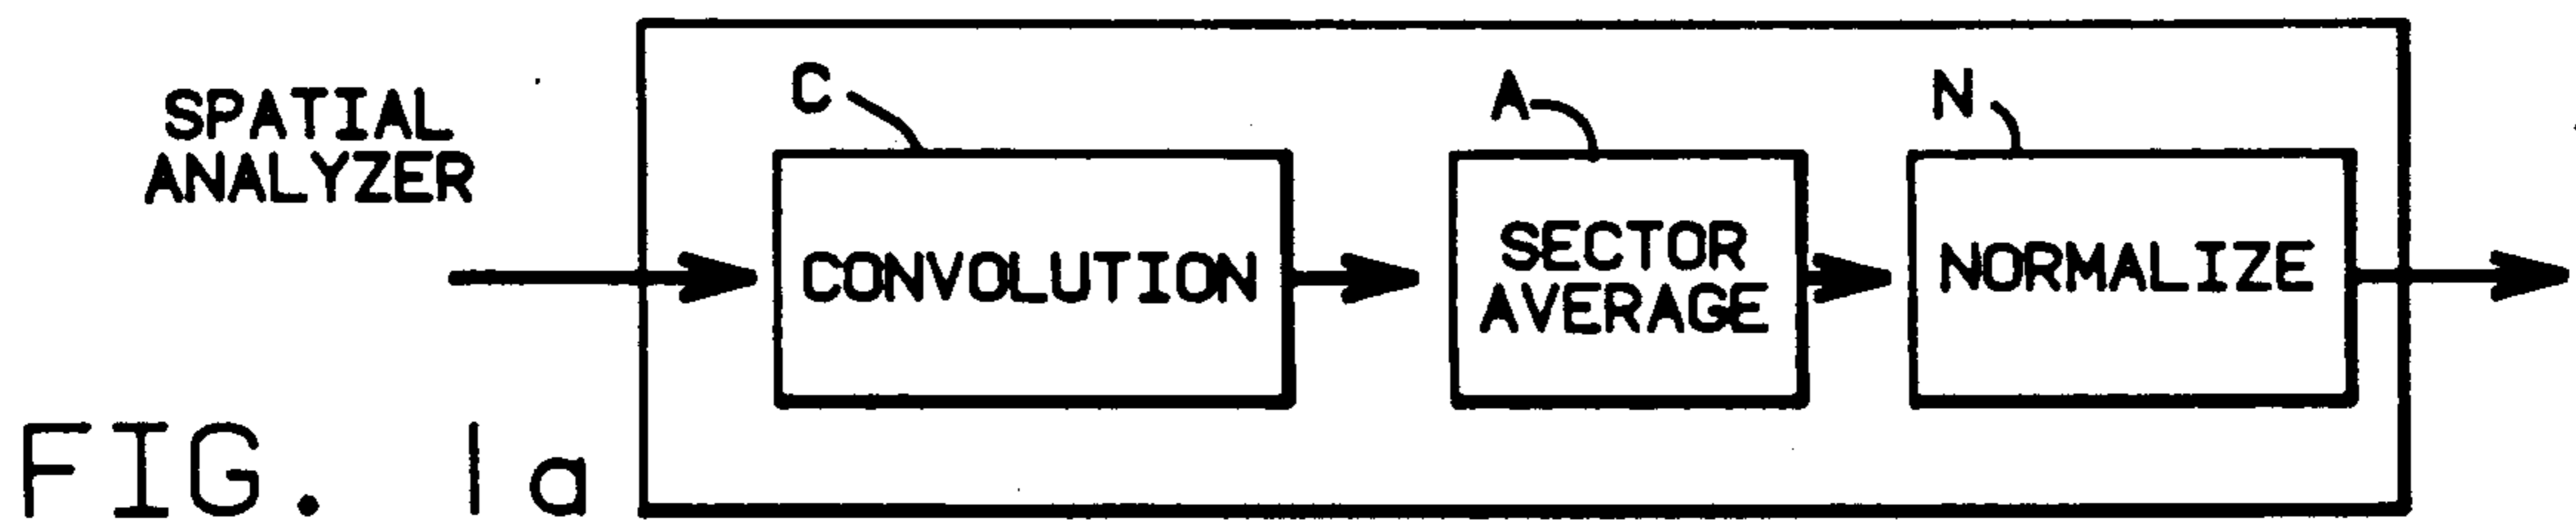 SPATIAL
ANALYZER
C
A
N
CONVOLUTION
SECTOR
AVERAGE
NORMALIZE
FIG. 1a